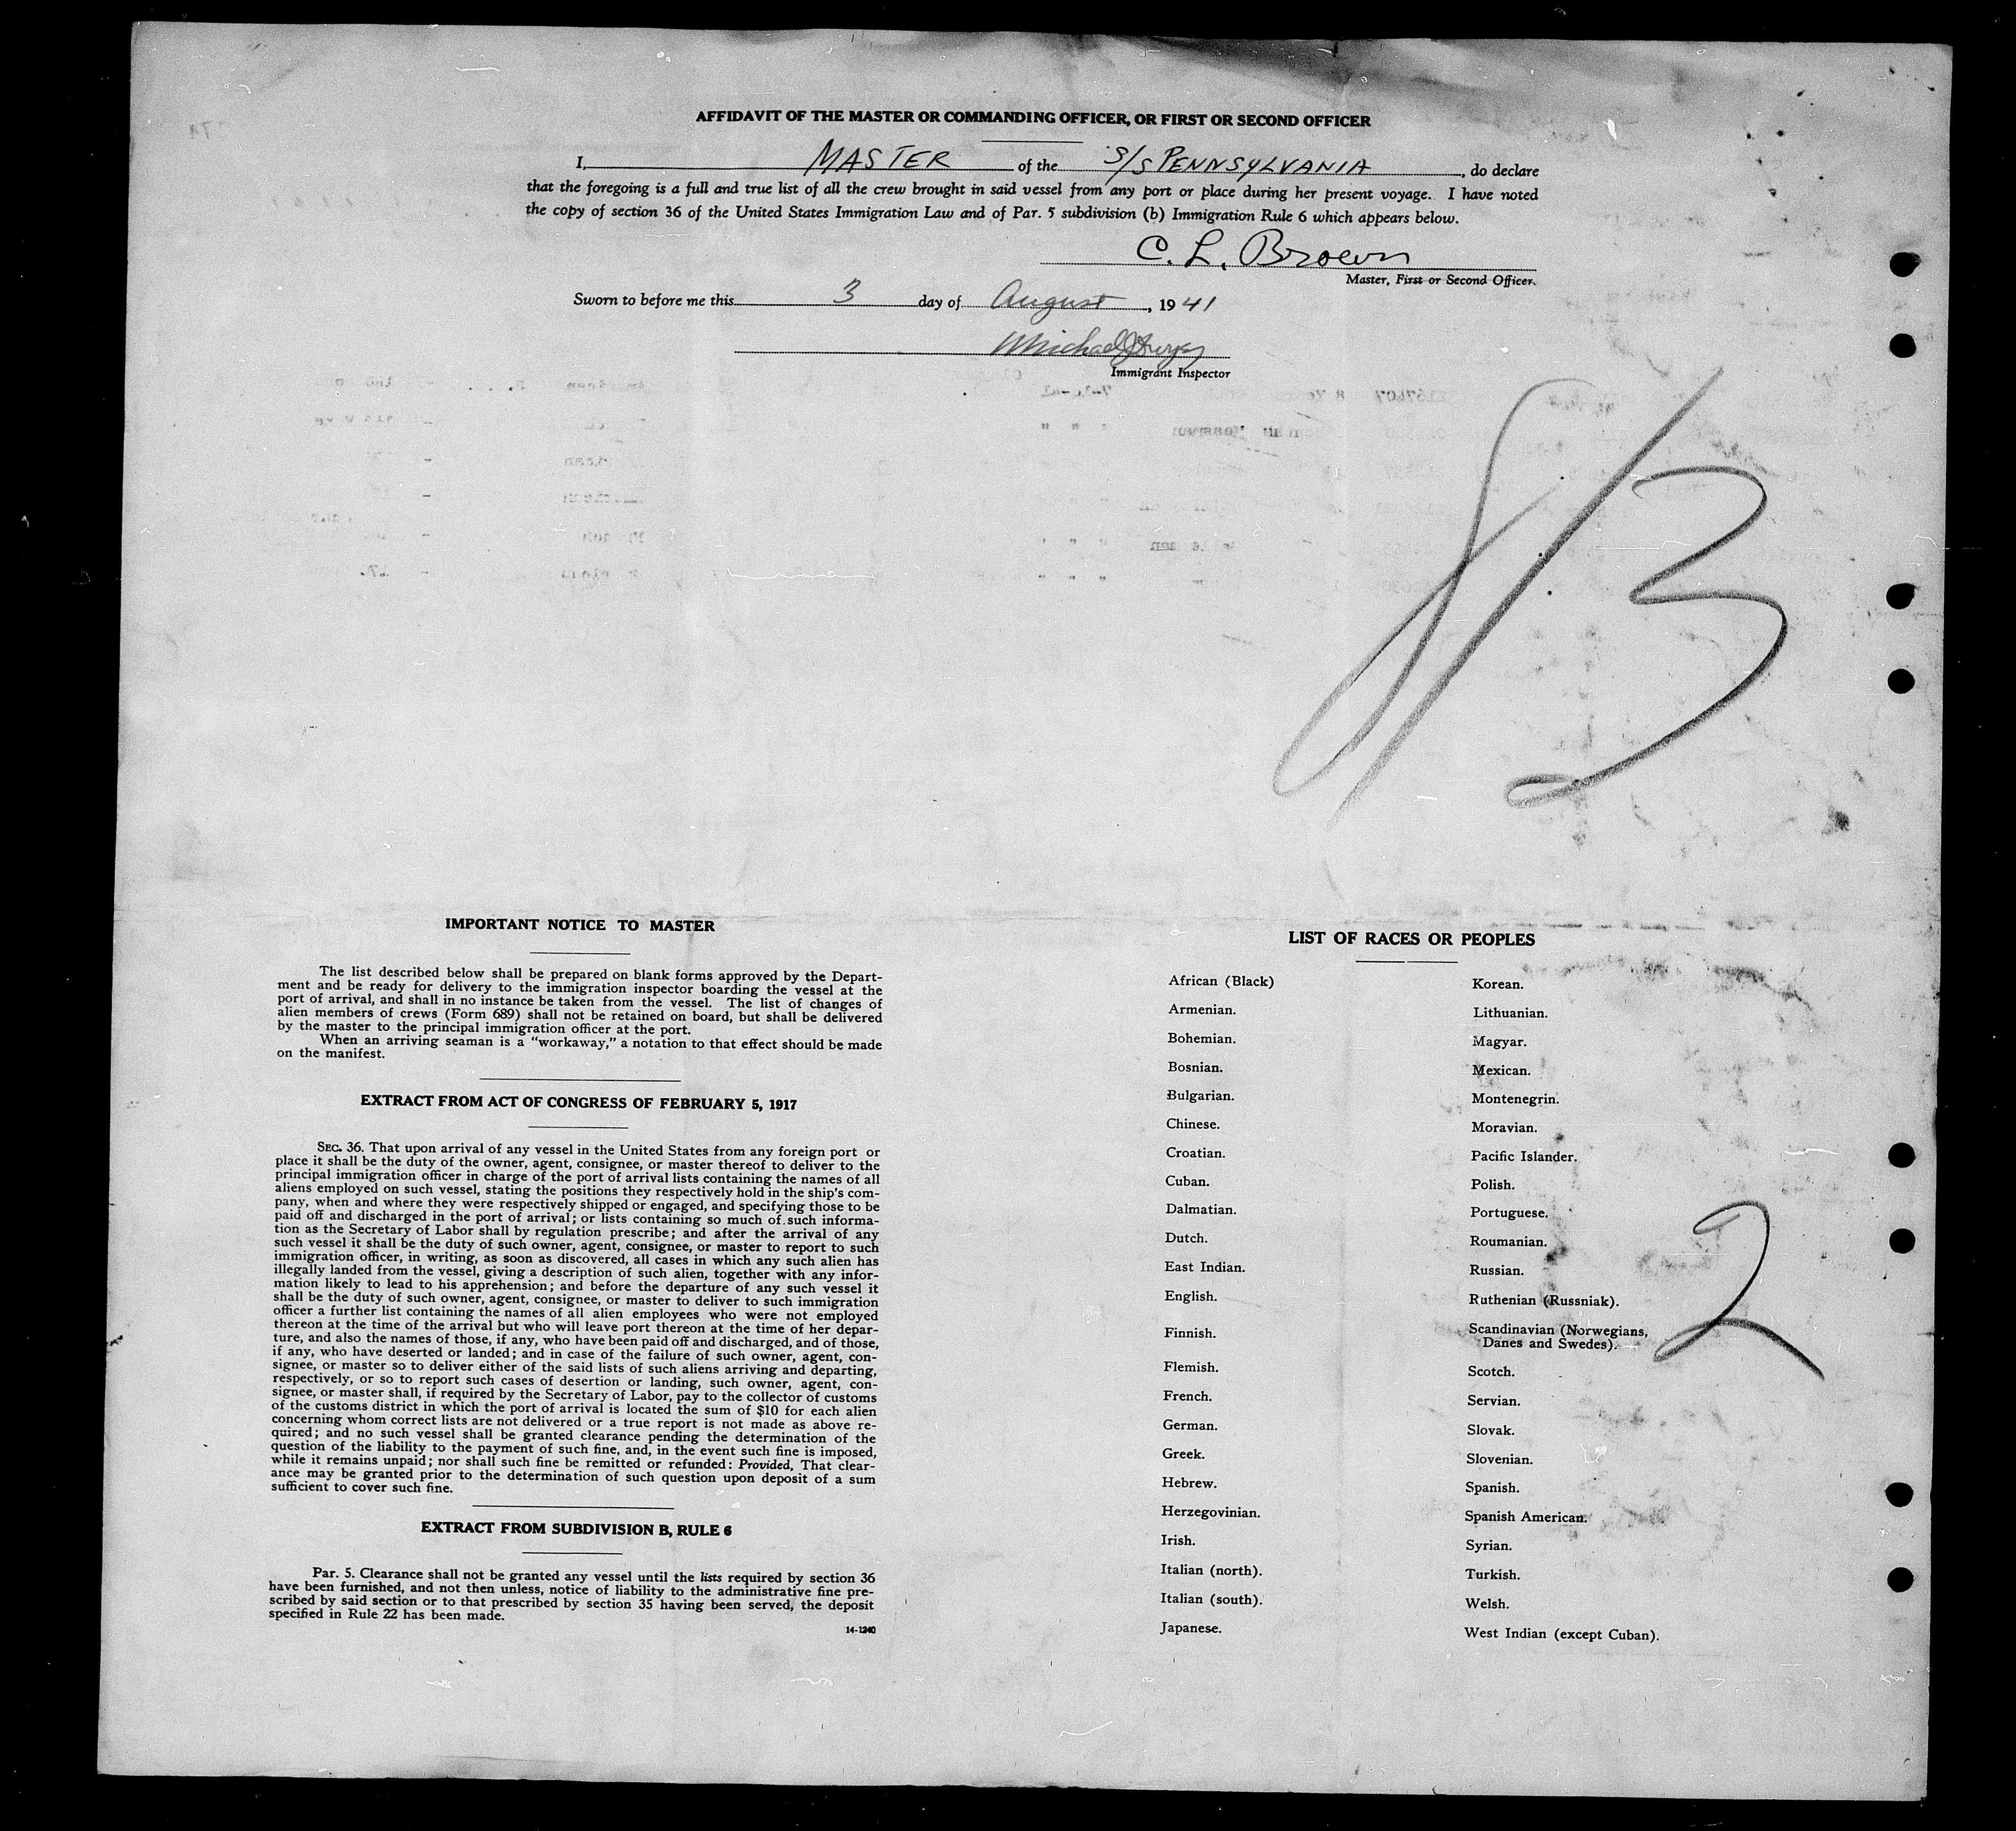 AFFIDAVIT OF THE MASTER OR COMMANDING OFFICER, OR FIRST OR SECOND OFFICER
I, MASTER of the S/S PENNSYLVANIA, do declare
that the foregoing is a full and true list of all the crew brought in said vessel from any port or place during her present voyage. I have noted
the copy of section 36 of the United States Immigration Law and of Par. 5 subdivision (b) Immigration Rule 6 which appears below.
C. L. Brown
Master, First or Second Officer.
Sworn to before me this 3 day of August, 1941
Michael
Immigrant Inspector
8/3
IMPORTANT NOTICE TO MASTER
The list described below shall be prepared on blank forms approved by the Depart-
ment and be ready for delivery to the immigration inspector boarding the vessel at the
port of arrival, and shall in no instance be taken from the vessel. The list of changes of
alien members of crews (Form 689) shall not be retained on board, but shall be delivered
by the master to the principal immigration officer at the port.
When an arriving seaman is a "workaway," a notation to that effect should be made
on the manifest.
EXTRACT FROM ACT OF CONGRESS OF FEBRUARY 5, 1917
SEC. 36. That upon arrival of any vessel in the United States from any foreign port or
place it shall be the duty of the owner, agent, consignee, or master thereof to deliver to the
principal immigration officer in charge of the port of arrival lists containing the names of all
aliens employed on such vessel, stating the positions they respectively hold in the ship's com-
pany, when and where they were respectively shipped or engaged, and specifying those to be
paid off and discharged in the port of arrival; or lists containing so much of such informa-
tion as the Secretary of Labor shall by regulation prescribe; and after the arrival of any
such vessel it shall be the duty of such owner, agent, consignee, or master to report to such
immigration officer, in writing, as soon as discovered, all cases in which any such alien has
illegally landed from the vessel, giving a description of such alien, together with any infor-
mation likely to lead to his apprehension; and before the departure of any such vessel it
shall be the duty of such owner, agent, consignee, or master to deliver to such immigration
officer a further list containing the names of all alien employees who were not employed
thereon at the time of the arrival but who will leave port thereon at the time of her depar-
ture, and also the names of those, if any, who have been paid off and discharged, and of those,
if any, who have deserted or landed; and in case of the failure of such owner, agent, con-
signee, or master so to deliver either of the said lists of such aliens arriving and departing,
respectively, or so to report such cases of desertion or landing, such owner, agent, con-
signee, or master shall, if required by the Secretary of Labor, pay to the collector of customs
of the customs district in which the port of arrival is located the sum of $10 for each alien
concerning whom correct lists are not delivered or a true report is not made as above re-
quired; and no such vessel shall be granted clearance pending the determination of the
question of the liability to the payment of such fine, and, in the event such fine is imposed,
while it remains unpaid; nor shall such fine be remitted or refunded: Provided, That clear-
ance may be granted prior to the determination of such question upon deposit of a sum
sufficient to cover such fine.
EXTRACT FROM SUBDIVISION B, RULE 6
Par. 5. Clearance shall not be granted any vessel until the lists required by section 36
have been furnished, and not then unless, notice of liability to the administrative fine pre-
scribed by said section or to that prescribed by section 35 having been served, the deposit
specified in Rule 22 has been made.
14-1240
LIST OF RACES OR PEOPLES
African (Black)
Armenian.
Bohemian.
Bosnian.
Bulgarian.
Chinese.
Croatian.
Cuban.
Dalmatian.
Dutch.
East Indian.
English.
Finnish.
Flemish.
French.
German.
Greek.
Hebrew.
Herzegovinian.
Irish.
Italian (north).
Italian (south).
Japanese.
Korean.
Lithuanian.
Magyar.
Mexican.
Montenegrin.
Moravian.
Pacific Islander.
Polish.
Portuguese.
Roumanian.
Russian.
Ruthenian (Russniak).
Scandinavian (Norwegians,
Danes and Swedes).
Scotch.
Servian.
Slovak.
Slovenian.
Spanish.
Spanish American.
Syrian.
Turkish.
Welsh.
West Indian (except Cuban).
2